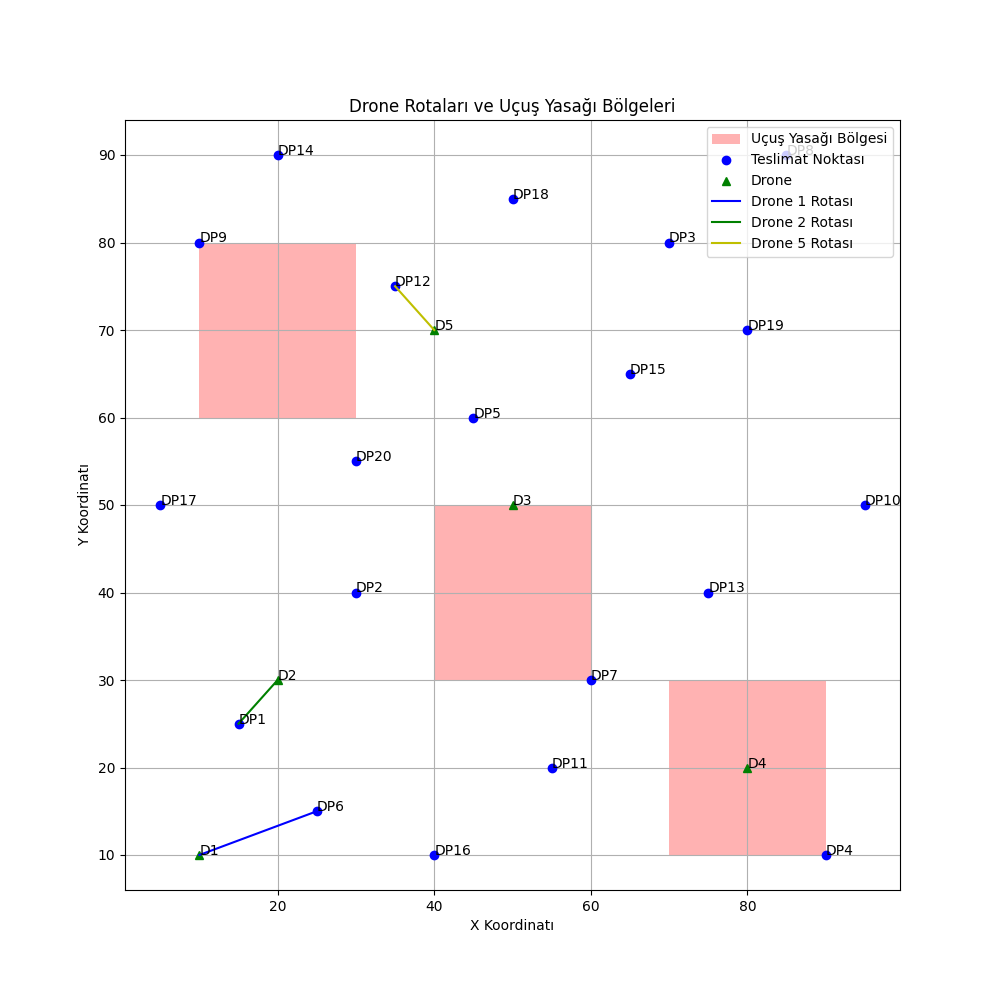 Drone Rotaları ve Uçuş Yasağı Bölgeleri
Uçuş Yasağı Bölgesi
Teslimat Noktası
Drone
Drone 1 Rotası
Drone 2 Rotası
Drone 5 Rotası
DP8
DP14
DP18
DP9
DP3
DP12
D5
DP19
DP15
DP5
DP20
DP17
D3
DP10
DP2
DP13
D2
DP7
DP1
DP11
D4
DP6
D1
DP16
DP4
90
80
70
60
50
40
30
20
10
Y Koordinatı
20 40 60 80
X Koordinatı